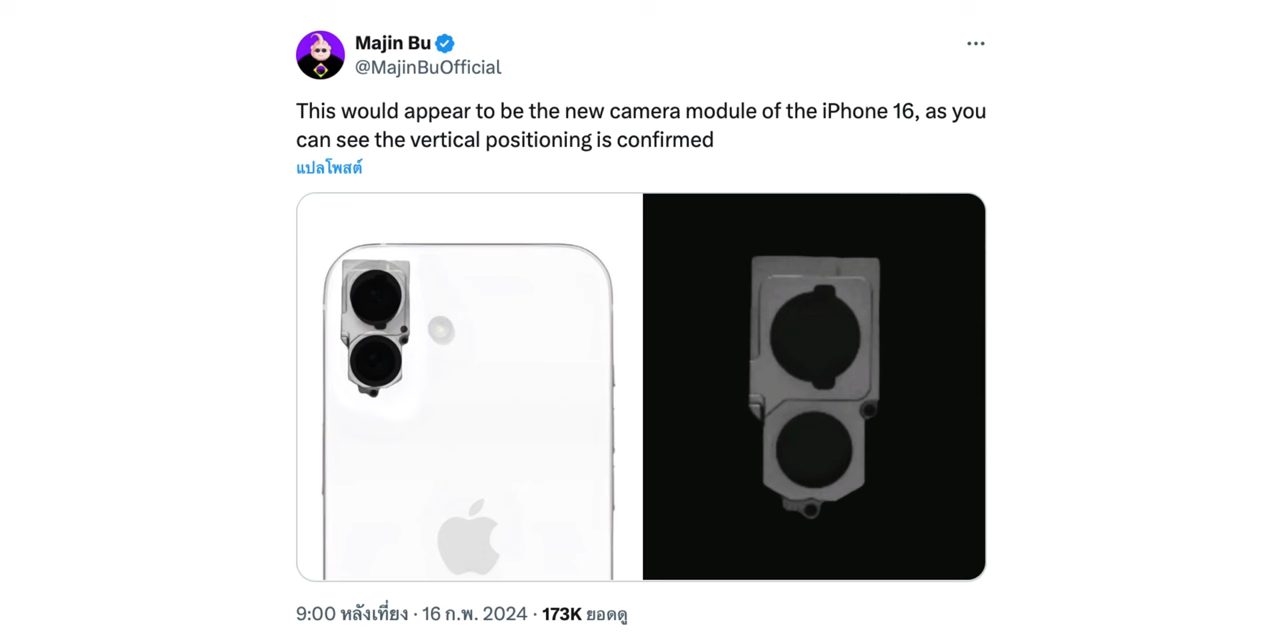 Majin Bu
@MajinBuOfficial
This would appear to be the new camera module of the iPhone 16, as you
can see the vertical positioning is confirmed
แปลโพสต์
9:00 หลังเที่ยง · 16 ก.พ. 2024 · 173K ยอดดู